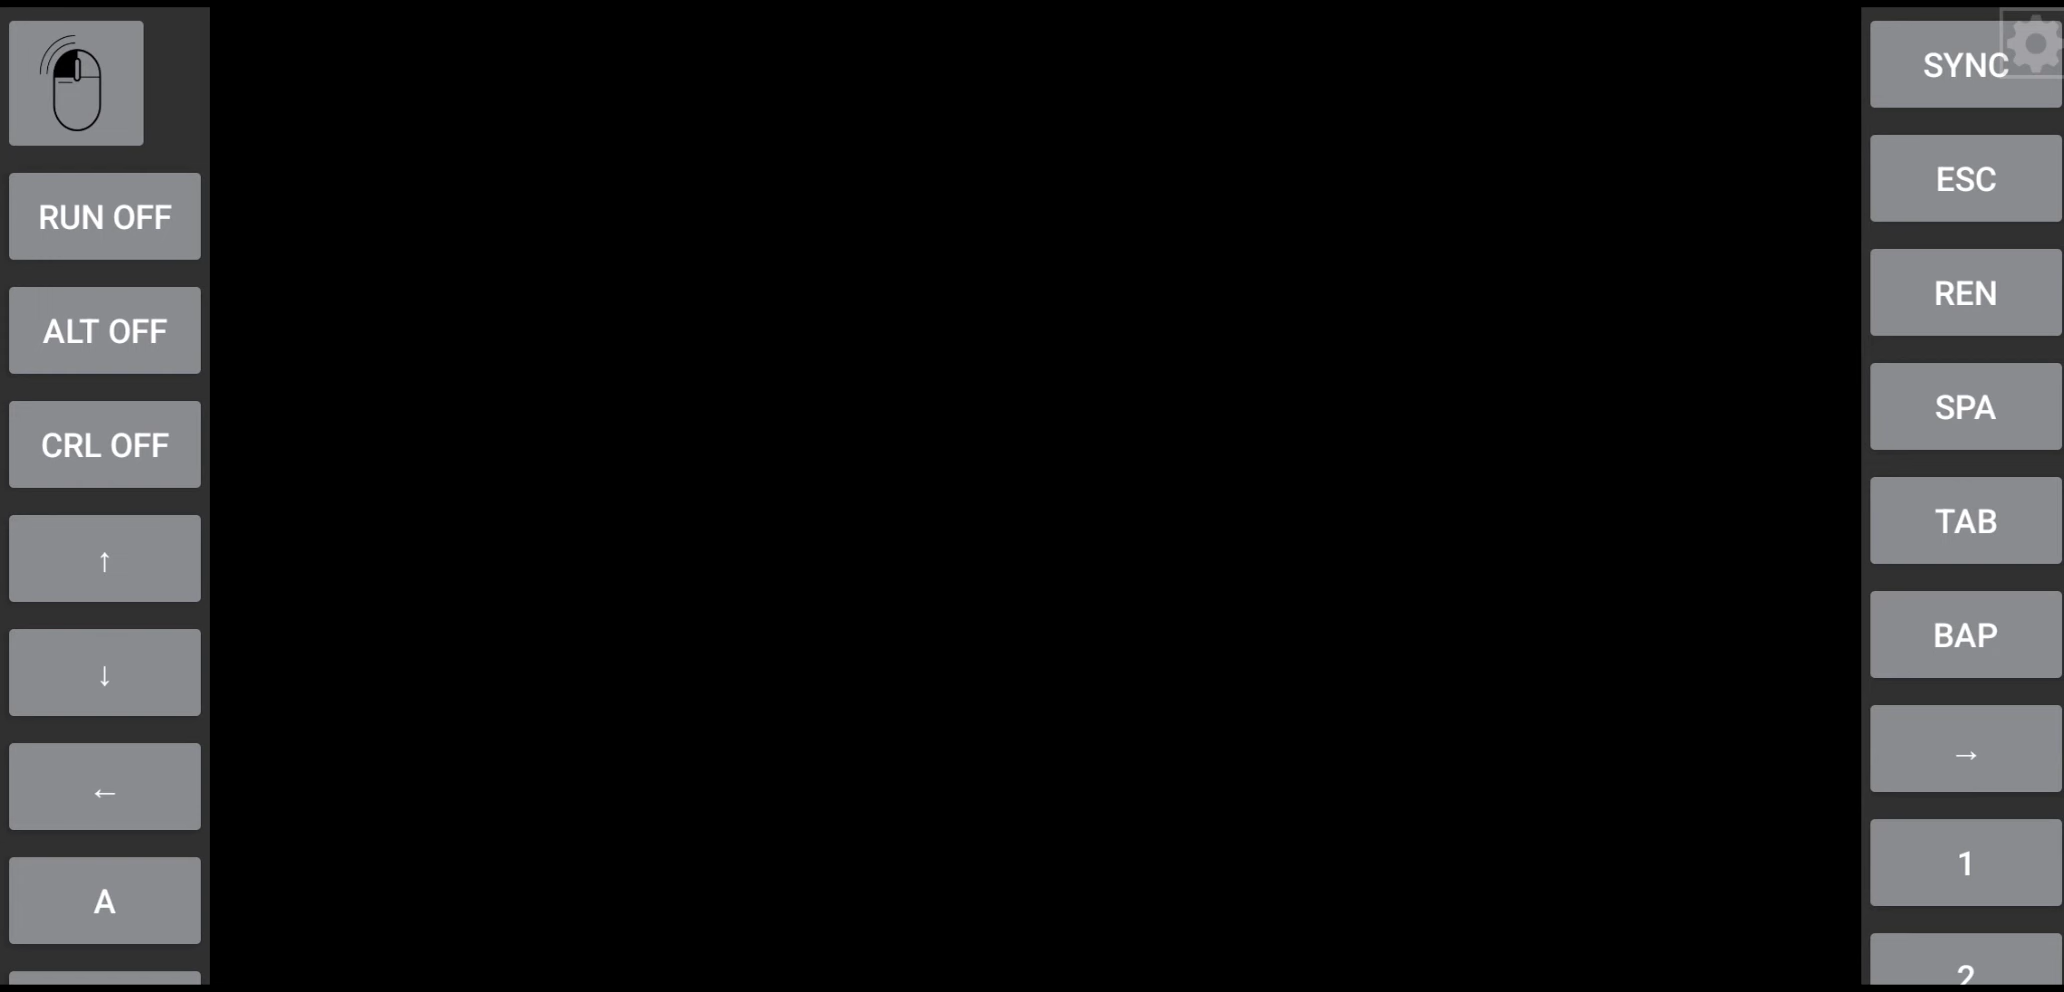 RUN OFF
ALT OFF
CRL OFF
↑
↓
←
A
SYNC
ESC
REN
SPA
TAB
BAP
→
1
2